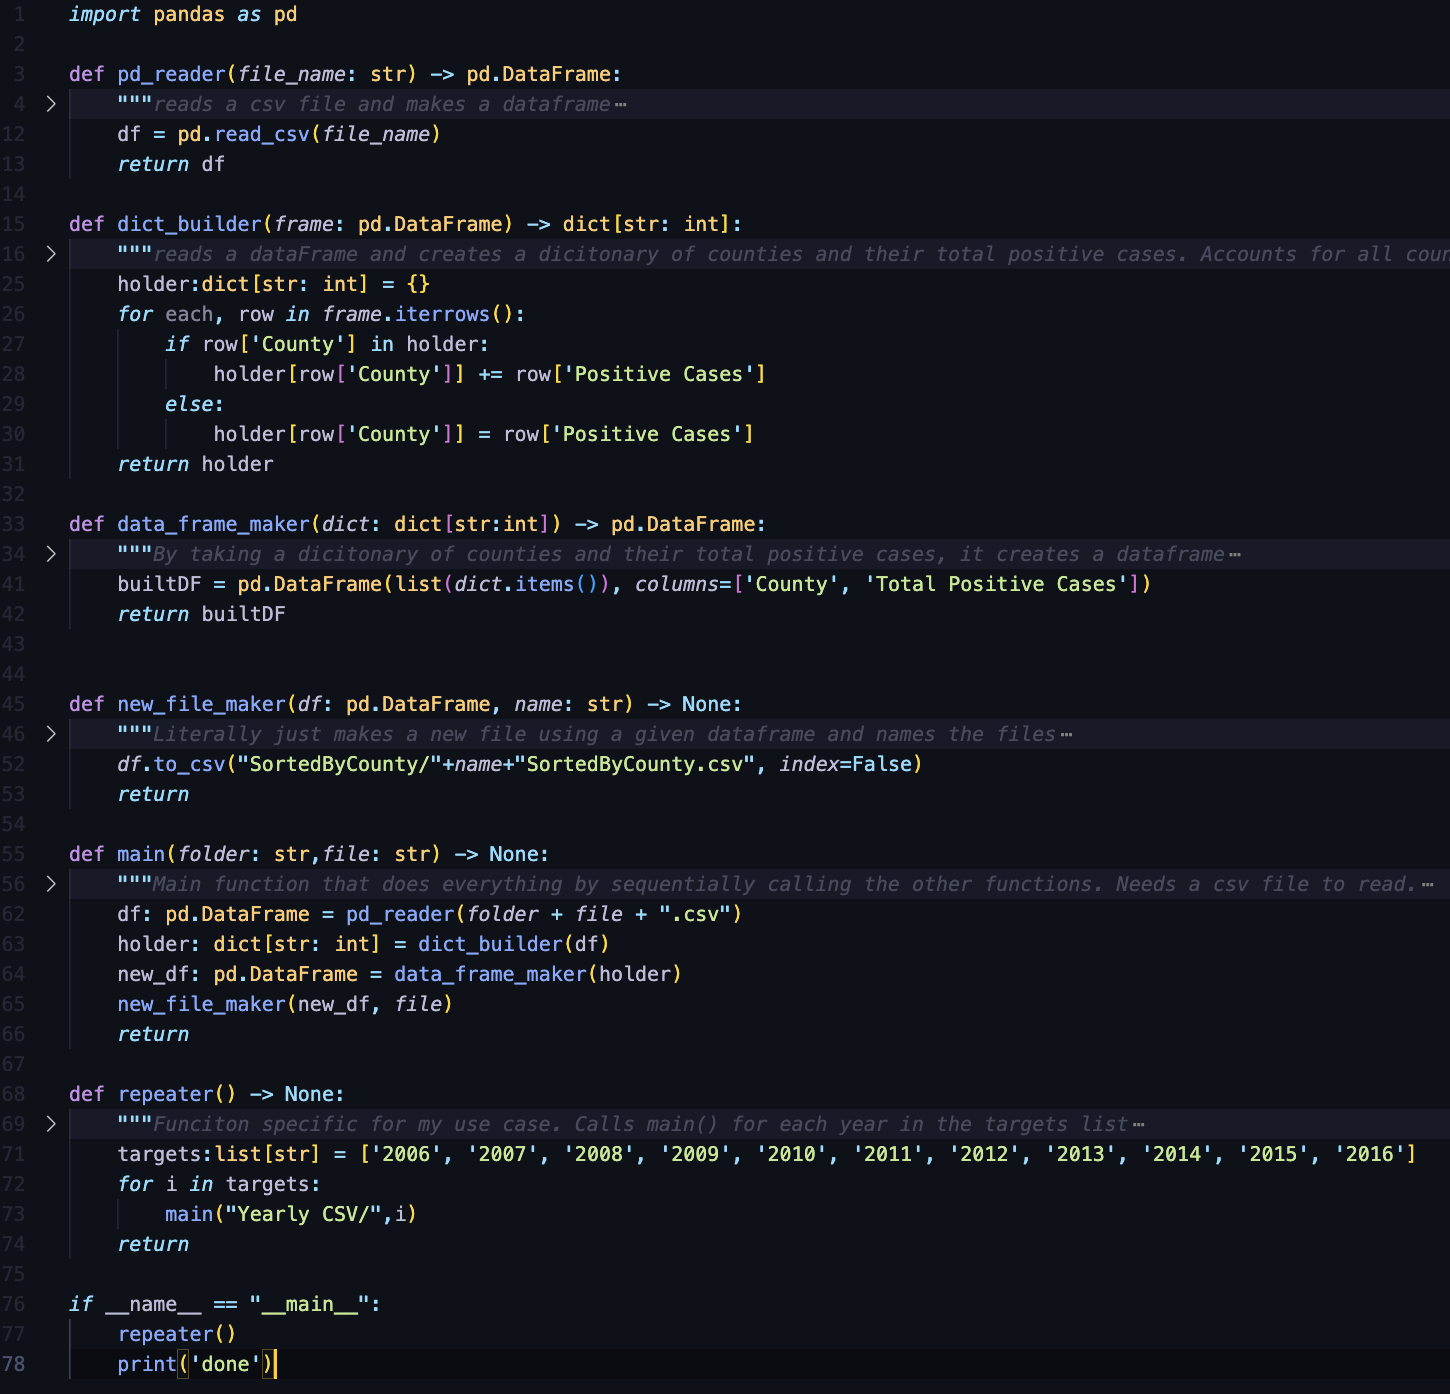 1 import pandas as pd
2
3 def pd_reader(file_name: str) -> pd.DataFrame:
4 > """reads a csv file and makes a dataframe…
12 df = pd.read_csv(file_name)
13 return df
14
15 def dict_builder(frame: pd.DataFrame) -> dict[str: int]:
16 > """reads a dataFrame and creates a dicitonary of counties and their total positive cases. Accounts for all coun
25 holder:dict[str: int] = {}
26 for each, row in frame.iterrows():
27 if row['County'] in holder:
28 holder[row['County']] += row['Positive Cases']
29 else:
30 holder[row['County']] = row['Positive Cases']
31 return holder
32
33 def data_frame_maker(dict: dict[str:int]) -> pd.DataFrame:
34 > """By taking a dicitonary of counties and their total positive cases, it creates a dataframe…
41 builtDF = pd.DataFrame(list(dict.items()), columns=['County', 'Total Positive Cases'])
42 return builtDF
43
44
45 def new_file_maker(df: pd.DataFrame, name: str) -> None:
46 > """Literally just makes a new file using a given dataframe and names the files…
52 df.to_csv("SortedByCounty/"+name+"SortedByCounty.csv", index=False)
53 return
54
55 def main(folder: str,file: str) -> None:
56 > """Main function that does everything by sequentially calling the other functions. Needs a csv file to read.…
62 df: pd.DataFrame = pd_reader(folder + file + ".csv")
63 holder: dict[str: int] = dict_builder(df)
64 new_df: pd.DataFrame = data_frame_maker(holder)
65 new_file_maker(new_df, file)
66 return
67
68 def repeater() -> None:
69 > """Funciton specific for my use case. Calls main() for each year in the targets list…
71 targets:list[str] = ['2006', '2007', '2008', '2009', '2010', '2011', '2012', '2013', '2014', '2015', '2016']
72 for i in targets:
73 main("Yearly CSV/",i)
74 return
75
76 if __name__ == "__main__":
77 repeater()
78 print('done')